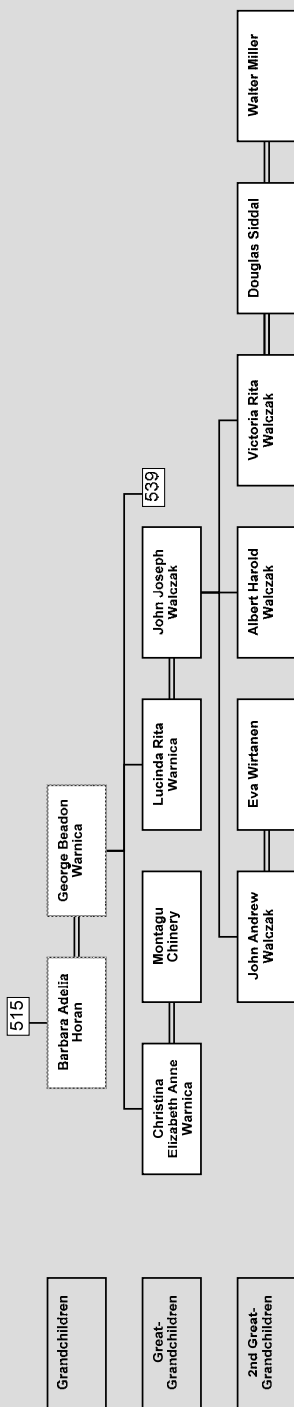 515
Grandchildren
Barbara Adelia
Horan
George Beadon
Warnica
Great-
Grandchildren
Christina
Elizabeth Anne
Warnica
Montagu
Chinery
Lucinda Rita
Warnica
John Joseph
Walczak
539
2nd Great-
Grandchildren
John Andrew
Walczak
Eva Wirtanen
Albert Harold
Walczak
Victoria Rita
Walczak
Douglas Siddal
Walter Miller